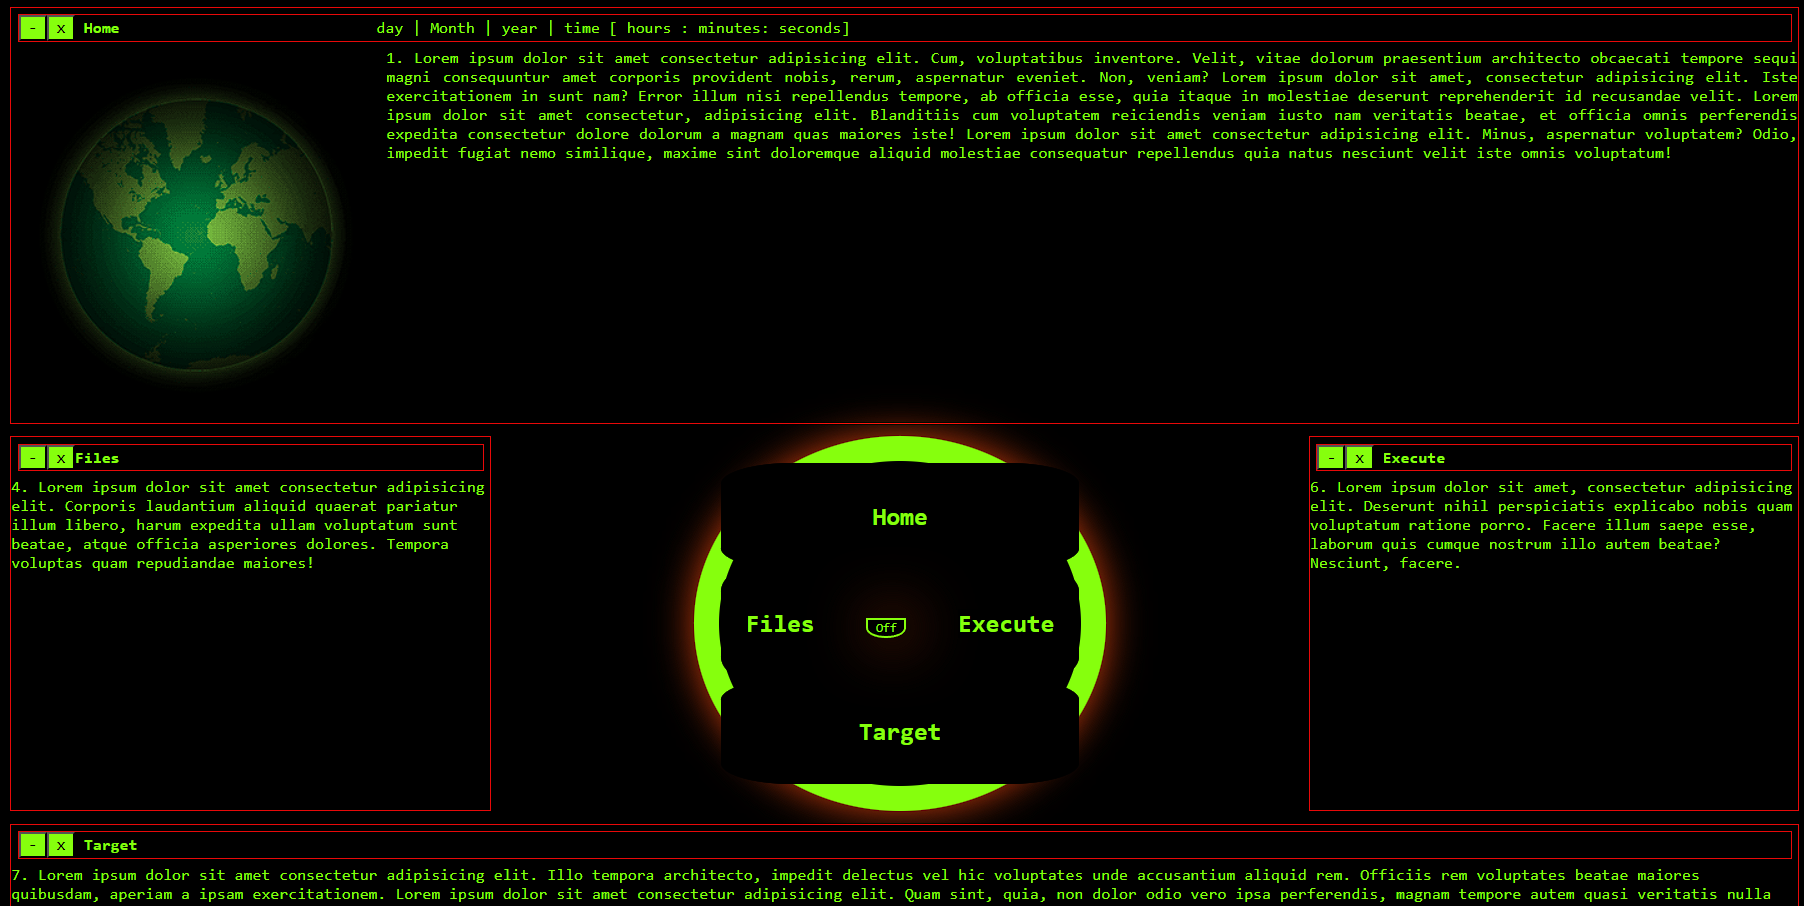 - x Home day | Month | year | time [ hours : minutes: seconds]
1. Lorem ipsum dolor sit amet consectetur adipisicing elit. Cum, voluptatibus inventore. Velit, vitae dolorum praesentium architecto obcaecati tempore sequi
magni consequuntur amet corporis provident nobis, rerum, aspernatur eveniet. Non, veniam? Lorem ipsum dolor sit amet, consectetur adipisicing elit. Iste
exercitationem in sunt nam? Error illum nisi repellendus tempore, ab officia esse, quia itaque in molestiae deserunt reprehenderit id recusandae velit. Lorem
ipsum dolor sit amet consectetur, adipisicing elit. Blanditiis cum voluptatem reiciendis veniam iusto nam veritatis beatae, et officia omnis perferendis
expedita consectetur dolore dolorum a magnam quas maiores iste! Lorem ipsum dolor sit amet consectetur adipisicing elit. Minus, aspernatur voluptatem? Odio,
impedit fugiat nemo similique, maxime sint doloremque aliquid molestiae consequatur repellendus quia natus nesciunt velit iste omnis voluptatum!
- x Files
4. Lorem ipsum dolor sit amet consectetur adipisicing
elit. Corporis laudantium aliquid quaerat pariatur
illum libero, harum expedita ullam voluptatum sunt
beatae, atque officia asperiores dolores. Tempora
voluptas quam repudiandae maiores!
Home
Files Off Execute
Target
- x Execute
6. Lorem ipsum dolor sit amet, consectetur adipisicing
elit. Deserunt nihil perspiciatis explicabo nobis quam
voluptatum ratione porro. Facere illum saepe esse,
laborum quis cumque nostrum illo autem beatae?
Nesciunt, facere.
- x Target
7. Lorem ipsum dolor sit amet consectetur adipisicing elit. Illo tempora architecto, impedit delectus vel hic voluptates unde accusantium aliquid rem. Officiis rem voluptates beatae maiores
quibusdam, aperiam a ipsam exercitationem. Lorem ipsum dolor sit amet consectetur adipisicing elit. Quam sint, quia, non dolor odio vero ipsa perferendis, magnam tempore autem quasi veritatis nulla